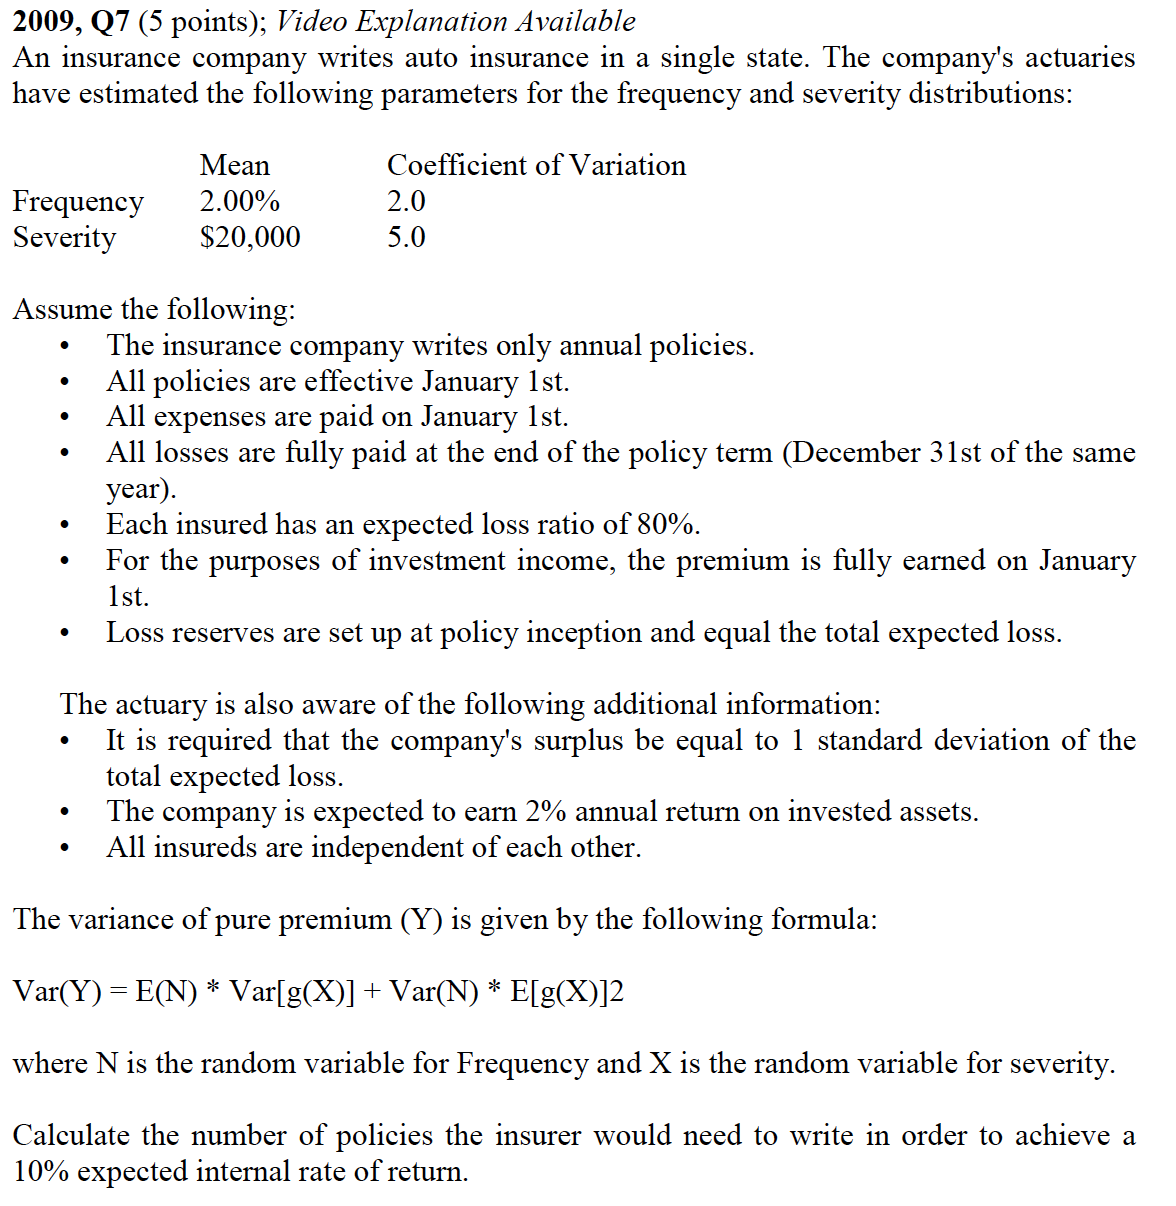 2009, Q7 (5 points); Video Explanation Available
An insurance company writes auto insurance in a single state. The company's actuaries
have estimated the following parameters for the frequency and severity distributions:
Mean Coefficient of Variation
Frequency 2.00% 2.0
Severity $20,000 5.0
Assume the following:
• The insurance company writes only annual policies.
• All policies are effective January 1st.
• All expenses are paid on January 1st.
• All losses are fully paid at the end of the policy term (December 31st of the same
year).
• Each insured has an expected loss ratio of 80%.
• For the purposes of investment income, the premium is fully earned on January
1st.
• Loss reserves are set up at policy inception and equal the total expected loss.
The actuary is also aware of the following additional information:
• It is required that the company's surplus be equal to 1 standard deviation of the
total expected loss.
• The company is expected to earn 2% annual return on invested assets.
• All insureds are independent of each other.
The variance of pure premium (Y) is given by the following formula:
Var(Y) = E(N) * Var[g(X)] + Var(N) * E[g(X)]2
where N is the random variable for Frequency and X is the random variable for severity.
Calculate the number of policies the insurer would need to write in order to achieve a
10% expected internal rate of return.